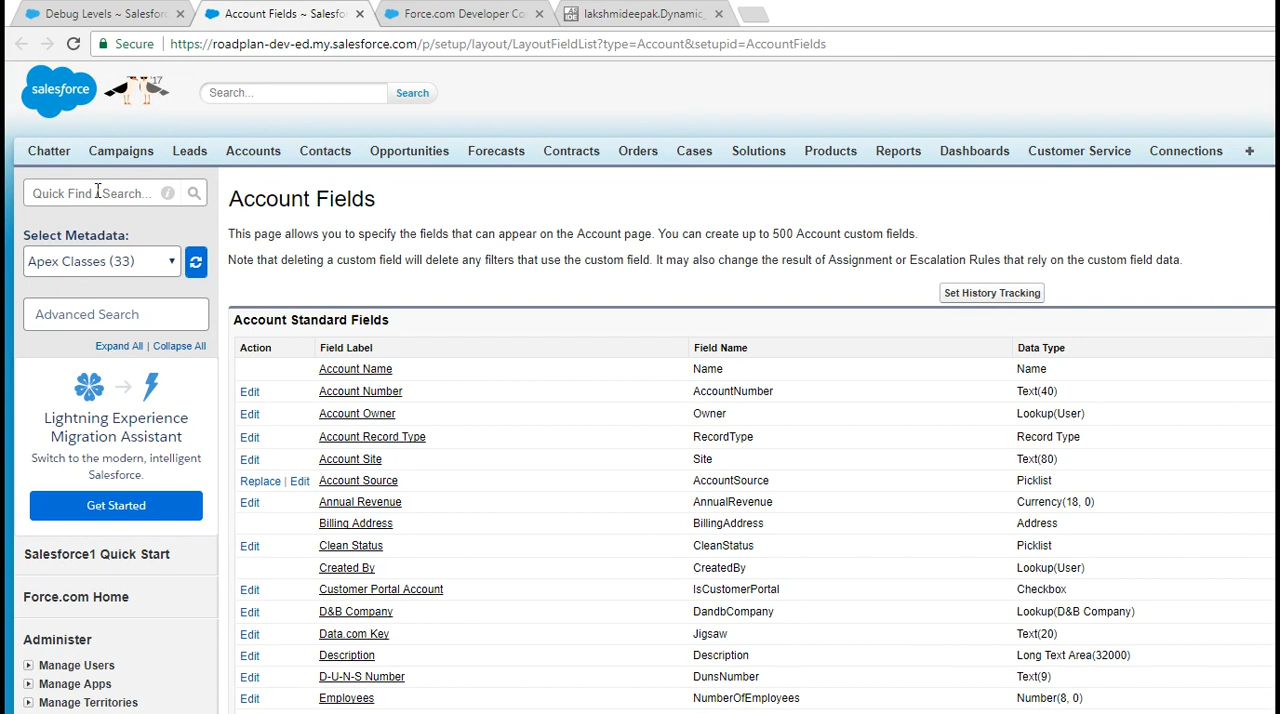 Debug Levels ~ Salesforc
Account Fields ~ Salesfo
Force.com Developer Co
lakshmideepak.Dynamic_
Secure
https://roadplan-dev-ed.my.salesforce.com/p/setup/layout/LayoutFieldList?type=Account&setupid=AccountFields
salesforce
'17
Search...
Search
Chatter Campaigns Leads Accounts Contacts Opportunities Forecasts Contracts Orders Cases Solutions Products Reports Dashboards Customer Service Connections +
Quick Find Search...
Select Metadata:
Apex Classes (33)
Advanced Search
Expand All | Collapse All
Lightning Experience
Migration Assistant
Switch to the modern, intelligent
Salesforce.
Get Started
Salesforce1 Quick Start
Force.com Home
Administer
Manage Users
Manage Apps
Manage Territories
Account Fields
This page allows you to specify the fields that can appear on the Account page. You can create up to 500 Account custom fields.
Note that deleting a custom field will delete any filters that use the custom field. It may also change the result of Assignment or Escalation Rules that rely on the custom field data.
Set History Tracking
Account Standard Fields
Action Field Label Field Name Data Type
Account Name Name Name
Edit Account Number AccountNumber Text(40)
Edit Account Owner Owner Lookup(User)
Edit Account Record Type RecordType Record Type
Edit Account Site Site Text(80)
Replace | Edit Account Source AccountSource Picklist
Edit Annual Revenue AnnualRevenue Currency(18, 0)
Billing Address BillingAddress Address
Edit Clean Status CleanStatus Picklist
Created By CreatedBy Lookup(User)
Edit Customer Portal Account IsCustomerPortal Checkbox
Edit D&B Company DandbCompany Lookup(D&B Company)
Edit Data.com Key Jigsaw Text(20)
Edit Description Description Long Text Area(32000)
Edit D-U-N-S Number DunsNumber Text(9)
Edit Employees NumberOfEmployees Number(8, 0)